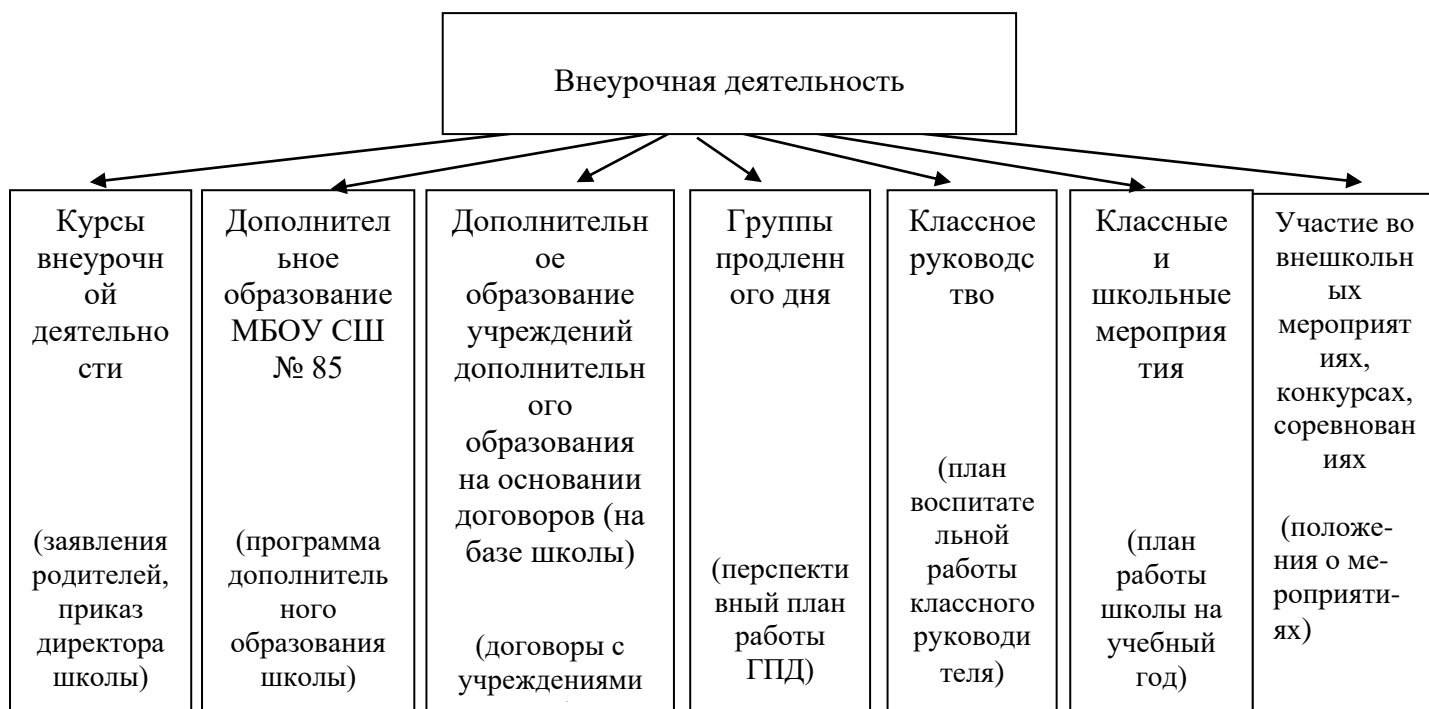 Внеурочная деятельность
Курсы
внеурочн
ой
деятельно
сти
(заявления
родителей,
приказ
директора
школы)
Дополнител
ьное
образование
МБОУ СШ
№ 85
(программа
дополнитель
ного
образования
школы)
Дополнительн
ое
образование
учреждений
дополнительн
ого
образования
на основании
договоров (на
базе школы)
(договоры с
учреждениями
Группы
продленн
ого дня
(перспекти
вный план
работы
ГПД)
Классное
руководс
тво
(план
воспитате
льной
работы
классного
руководи
теля)
Классные
и
школьные
мероприя
тия
(план
работы
школы на
учебный
год)
Участие во
внешкольн
ых
мероприят
иях,
конкурсах,
соревнован
иях
(положе-
ния о ме-
роприяти-
ях)